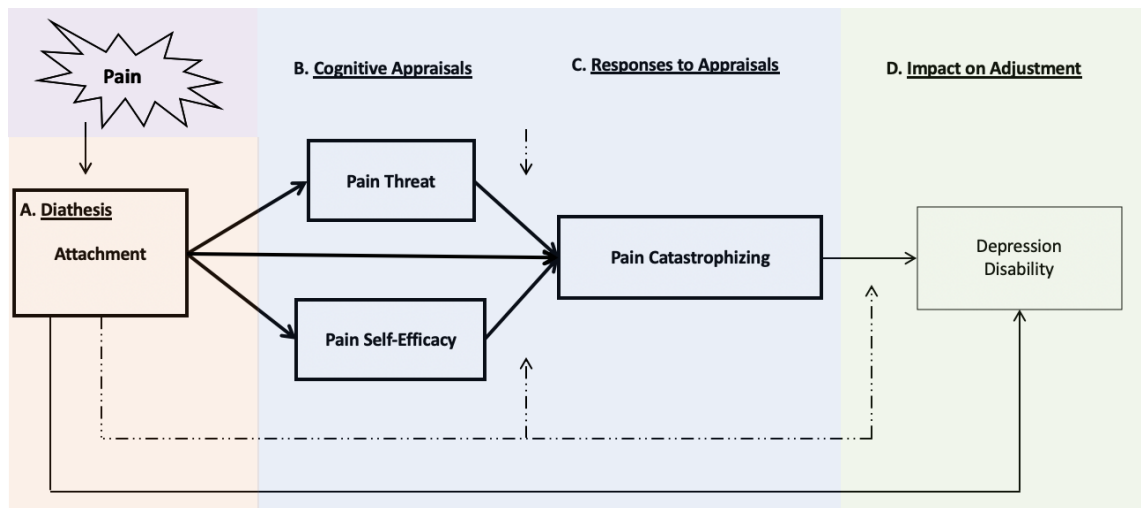 Pain
B. Cognitive Appraisals
C. Responses to Appraisals
D. Impact on Adjustment
A. Diathesis
Attachment
Pain Threat
Pain Self-Efficacy
Pain Catastrophizing
Depression
Disability